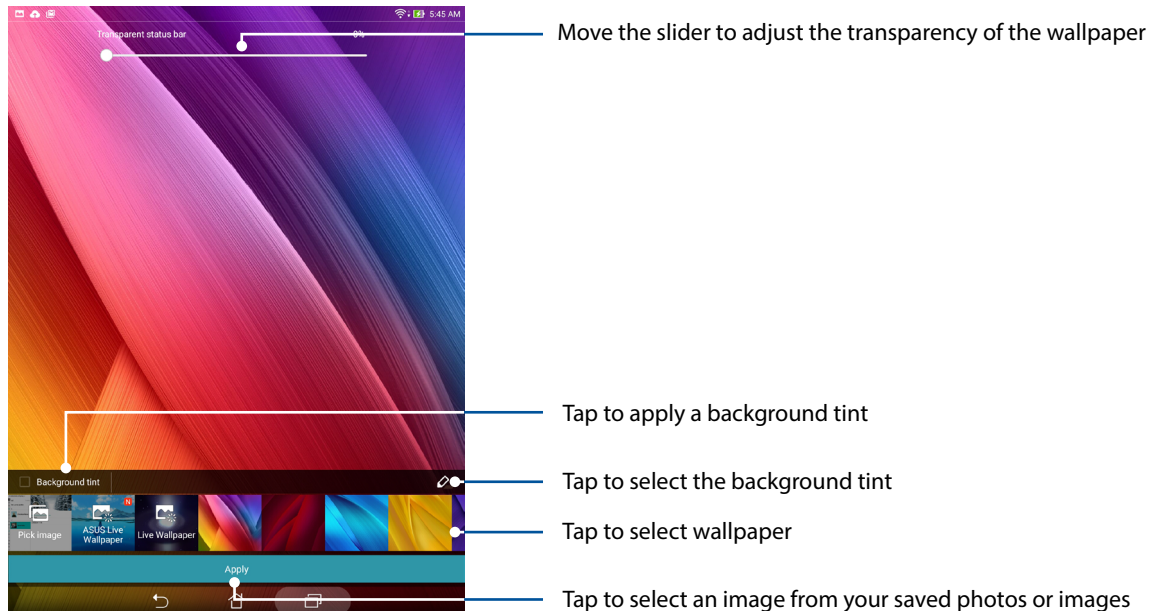 5:45 AM
Transparent status bar 0%
Move the slider to adjust the transparency of the wallpaper
Tap to apply a background tint
Background tint
Tap to select the background tint
Pick image
N
ASUS Live
Wallpaper
Live Wallpaper
Tap to select wallpaper
Apply
Tap to select an image from your saved photos or images